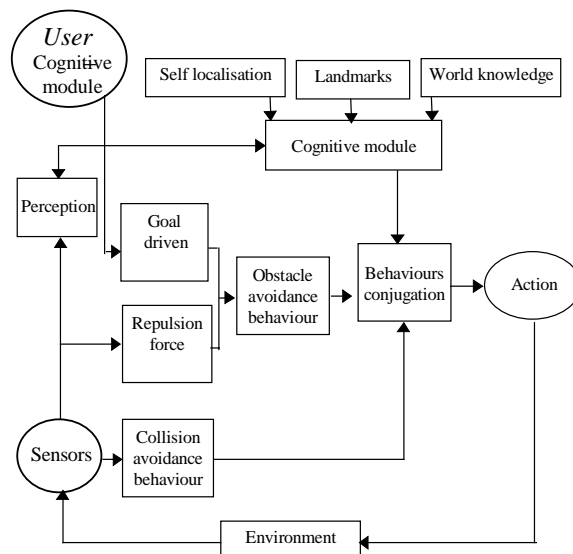 User
Cognitive
module
Self localisation
Landmarks
World knowledge
Cognitive module
Perception
Goal
driven
Obstacle
avoidance
behaviour
Behaviours
conjugation
Action
Repulsion
force
Sensors
Collision
avoidance
behaviour
Environment